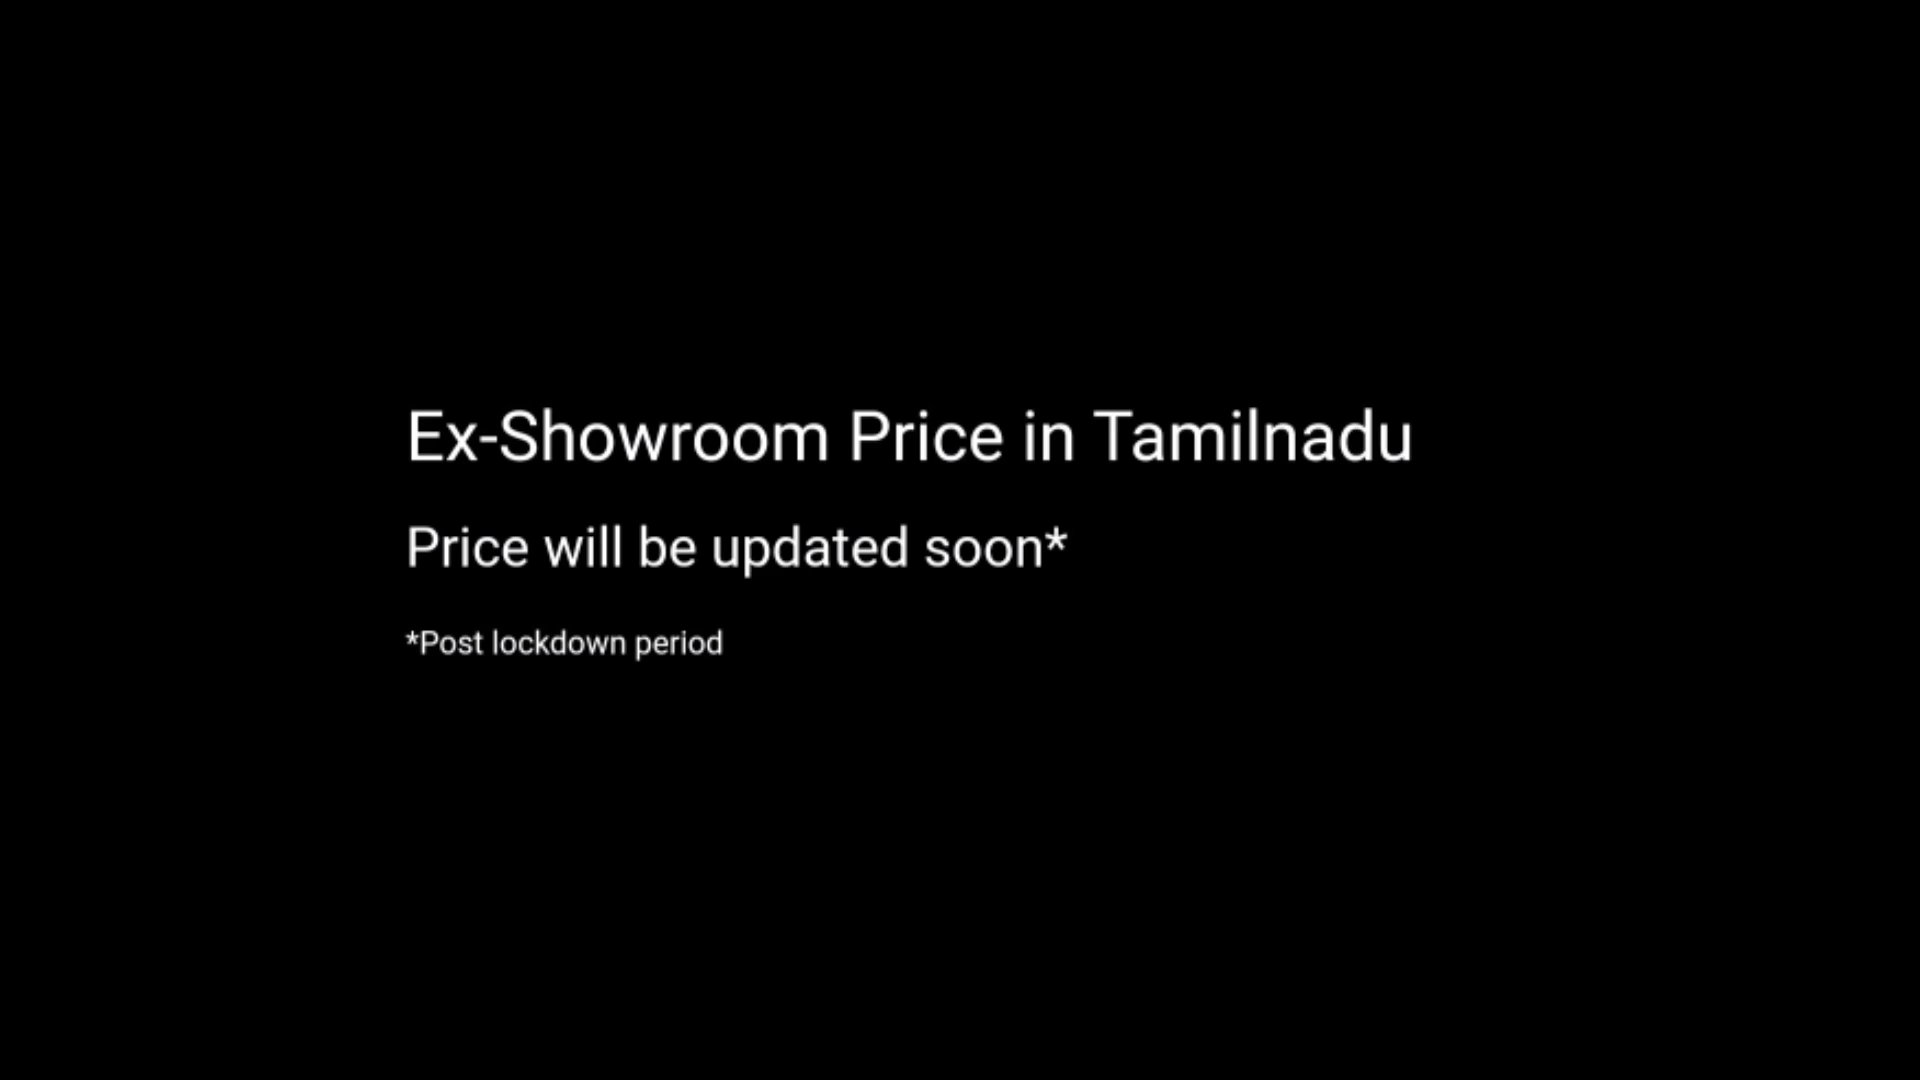 Ex-Showroom Price in Tamilnadu
Price will be updated soon*
*Post lockdown period